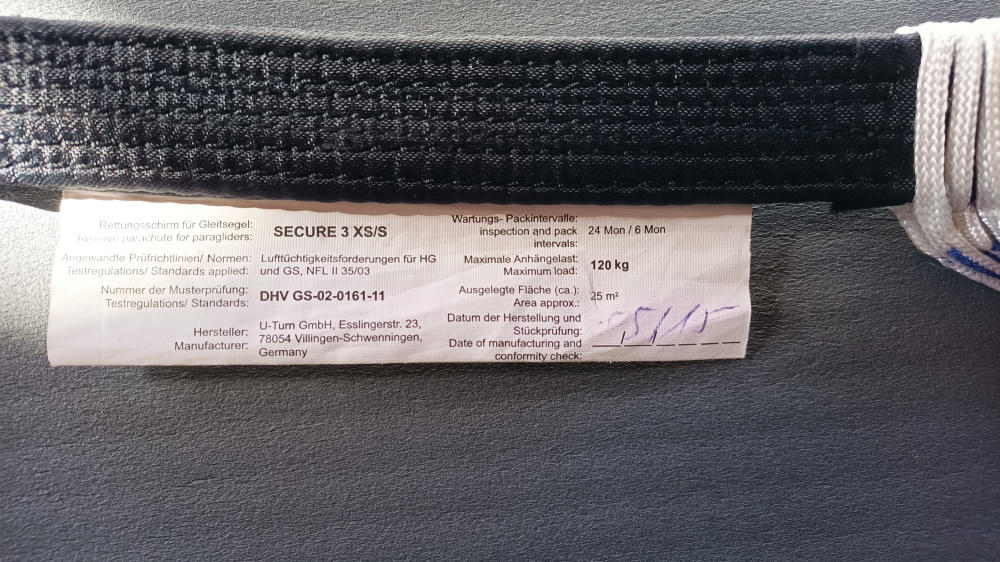 Rettungsschirm für Gleitsegel:
Reserve parachute for paragliders:
SECURE 3 XS/S
Angewandte Prüfrichtlinien/ Normen:
Testregulations/ Standards applied:
Lufttüchtigkeitsforderungen für HG
und GS, NFL II 35/03
Nummer der Musterprüfung:
Testregulations/ Standards:
DHV GS-02-0161-11
Hersteller:
Manufacturer:
U-Turn GmbH, Esslingerstr. 23,
78054 Villingen-Schwenningen,
Germany
Wartungs- Packintervalle:
inspection and pack
intervals:
24 Mon / 6 Mon
Maximale Anhängelast:
Maximum load:
120 kg
Ausgelegte Fläche (ca.):
Area approx.:
25 m²
Datum der Herstellung und
Stückprüfung:
Date of manufacturing and
conformity check:
5/15